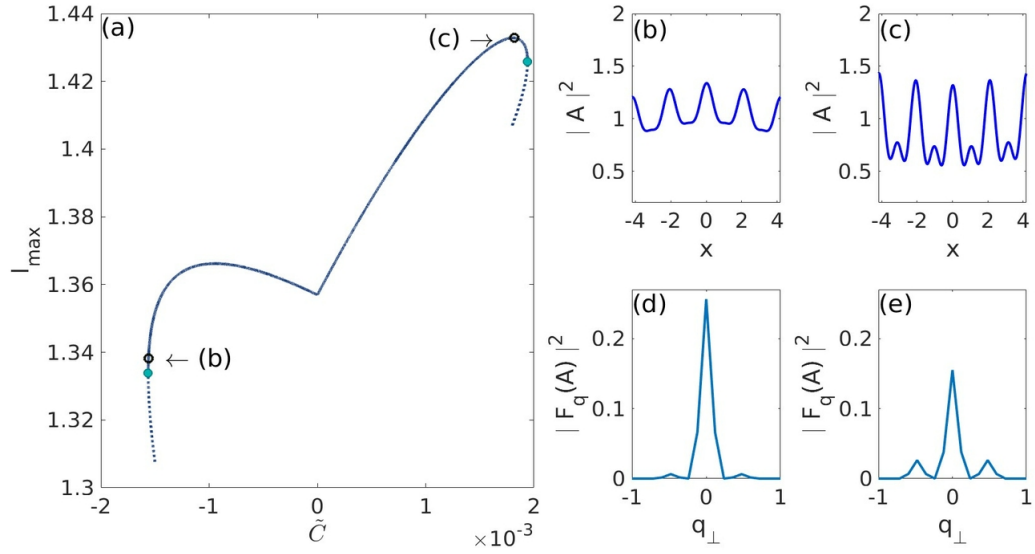 (a)
1.44
1.42
1.4
1.38
1.36
1.34
1.32
1.3
I_max
-2 -1 0 1 2
×10^-3
C̃
(c) →
← (b)
(b)
2
1.5
1
0.5
| A |^2
-4 -2 0 2 4
x
(c)
2
1.5
1
0.5
| A |^2
-4 -2 0 2 4
x
(d)
0.2
0.1
0
| F_q(A) |^2
-1 0 1
q_⊥
(e)
0.2
0.1
0
| F_q(A) |^2
-1 0 1
q_⊥